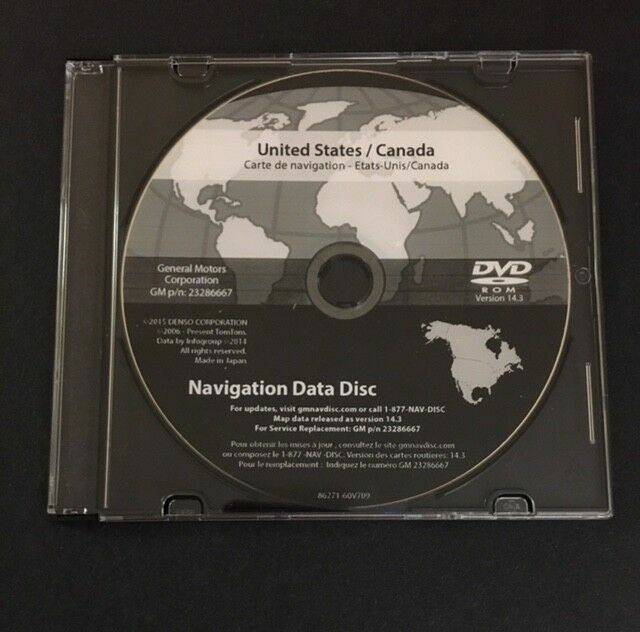 United States / Canada
Carte de navigation - Etats-Unis/Canada
General Motors
Corporation
GM p/n: 23286667
DVD
ROM
Version 14.3
©2015 DENSO CORPORATION
©2006 - Present TomTom.
Data by Infogroup ©2014
All rights reserved.
Made in Japan.
Navigation Data Disc
For updates, visit gmnavdisc.com or call 1-877-NAV-DISC
Map data released as version 14.3
For Service Replacement: GM p/n 23286667
Pour obtenir les mises à jour , consultez le site gmnavdisc.com
ou composez le 1-877 -NAV -DISC. Version des cartes routieres: 14.3
Pour le remplacement : Indiquez le numéro GM 23286667
86271-60V709